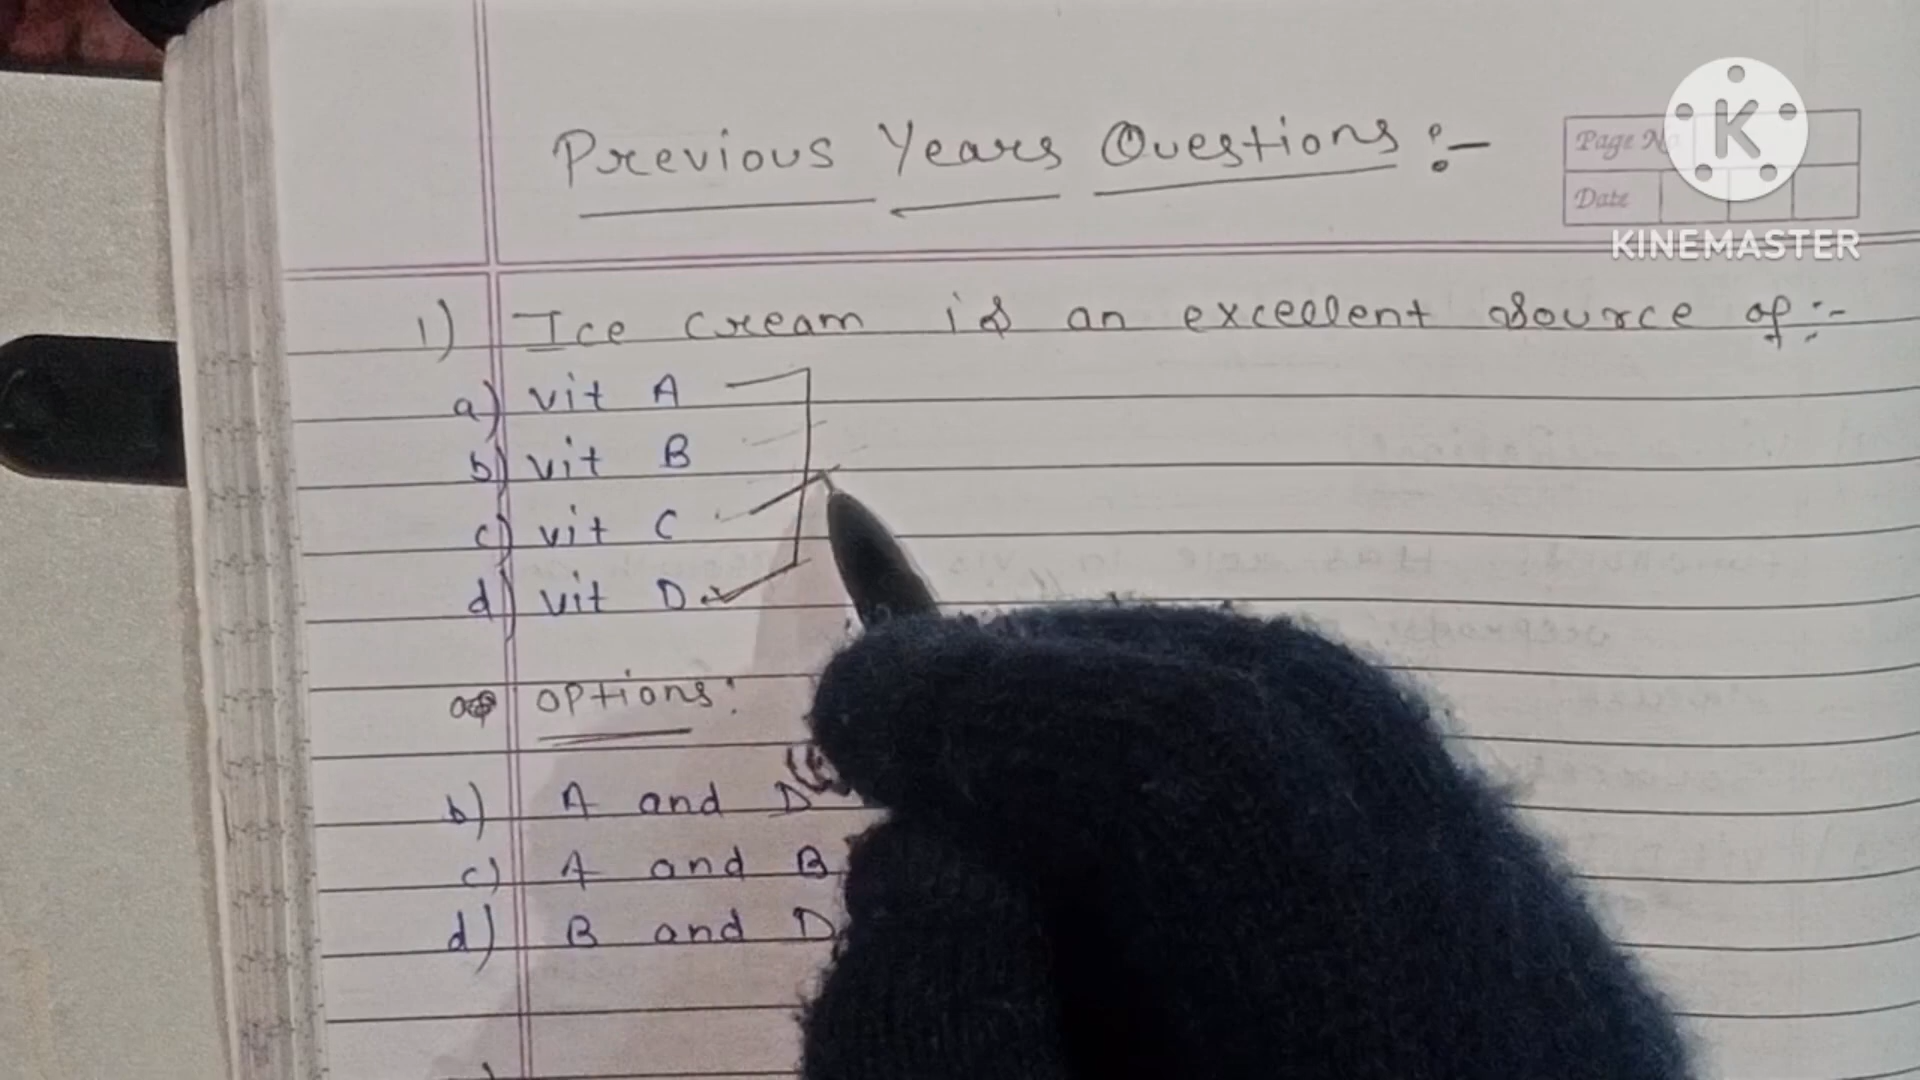 Previous Years Questions :-
Page No
Date
KINEMASTER
1) Ice cream is an excellent source of :-
a) vit A
b) vit B
c) vit C
d) vit D
options:
b) A and D
c) A and B
d) B and D